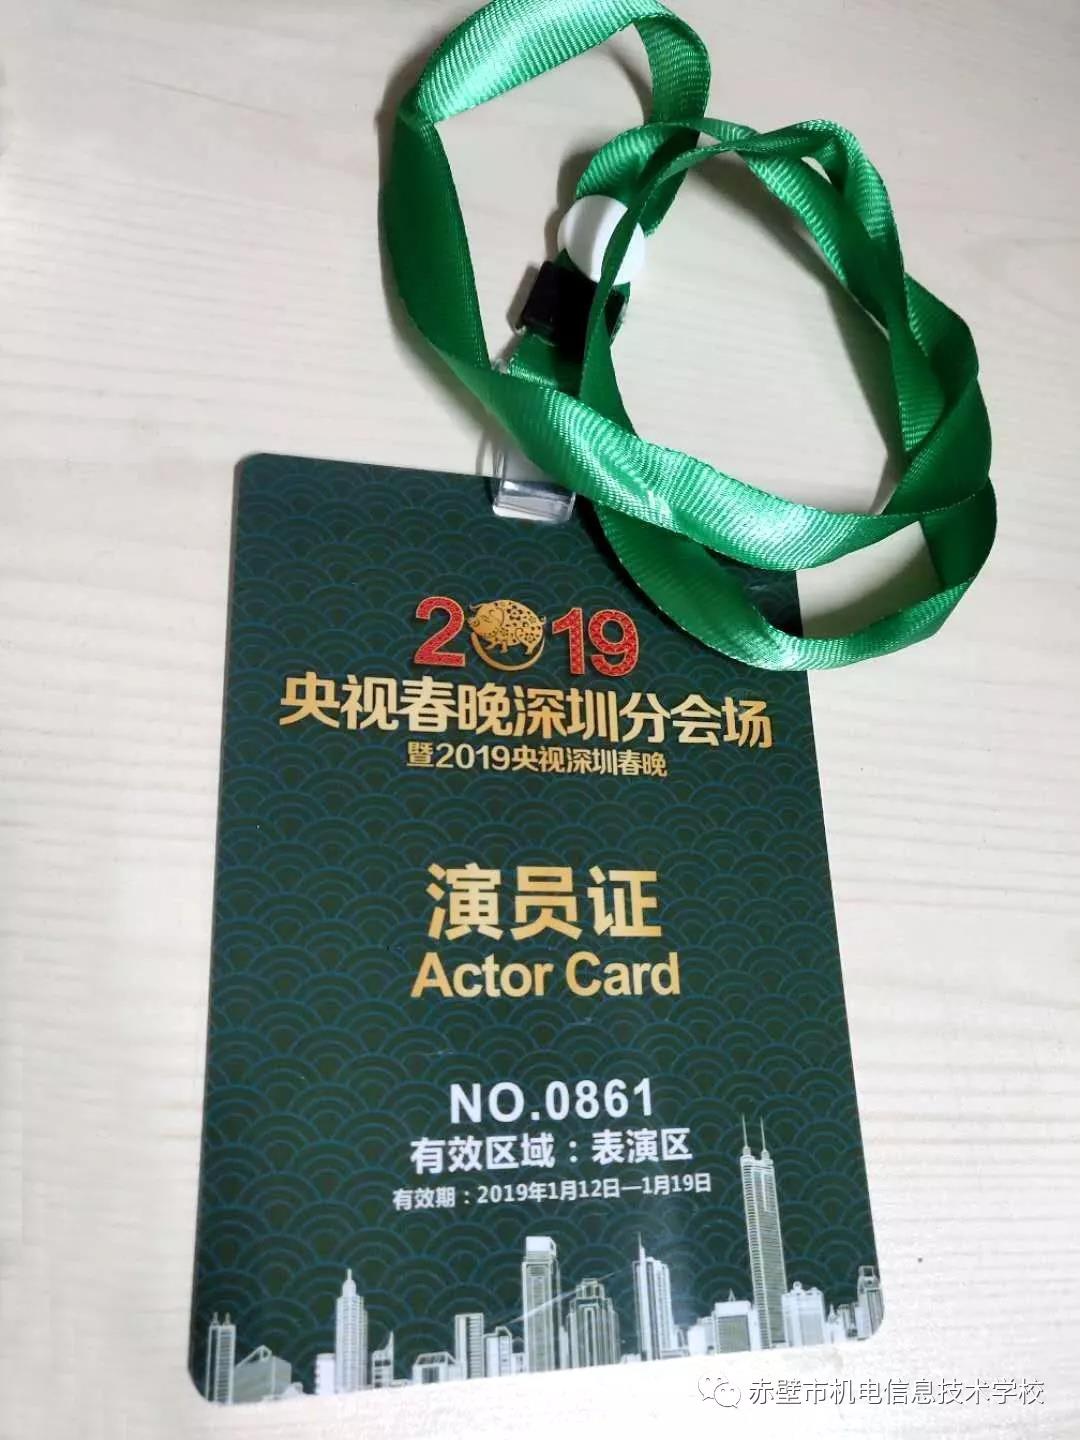 2019
央视春晚深圳分会场
暨2019央视深圳春晚
演员证
Actor Card
NO.0861
有效区域：表演区
有效期：2019年1月12日—1月19日
赤壁市机电信息技术学校